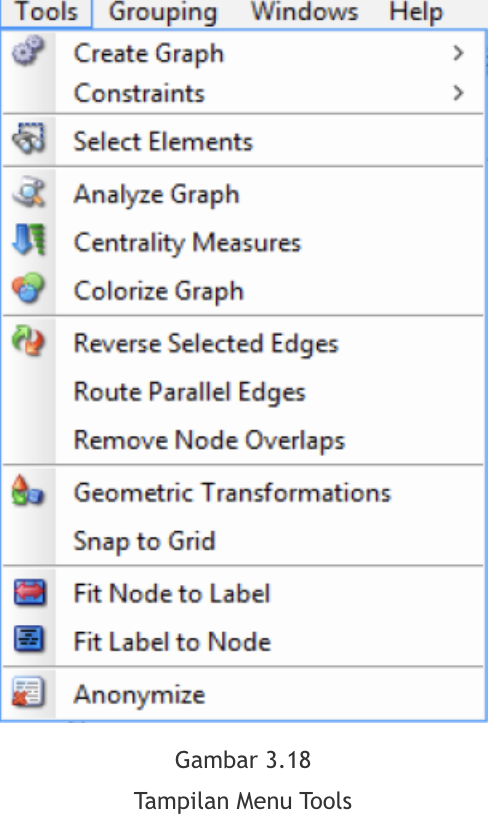 Tools Grouping Windows Help
Create Graph
Constraints
Select Elements
Analyze Graph
Centrality Measures
Colorize Graph
Reverse Selected Edges
Route Parallel Edges
Remove Node Overlaps
Geometric Transformations
Snap to Grid
Fit Node to Label
Fit Label to Node
Anonymize
Gambar 3.18
Tampilan Menu Tools